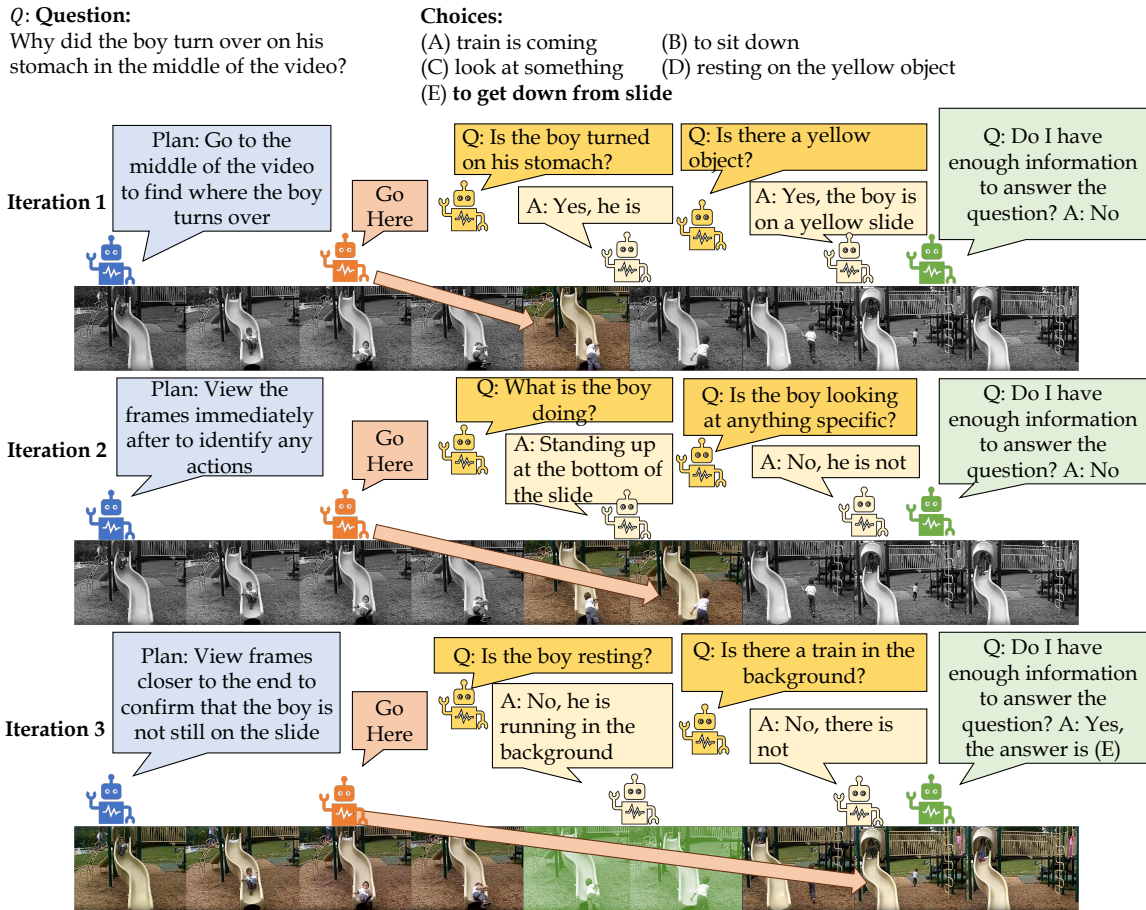 Q: Question:
Why did the boy turn over on his
stomach in the middle of the video?
Choices:
(A) train is coming
(B) to sit down
(C) look at something
(D) resting on the yellow object
(E) to get down from slide
Iteration 1
Plan: Go to the
middle of the video
to find where the boy
turns over
Go
Here
Q: Is the boy turned
on his stomach?
A: Yes, he is
Q: Is there a yellow
object?
A: Yes, the boy is
on a yellow slide
Q: Do I have
enough information
to answer the
question? A: No
Iteration 2
Plan: View the
frames immediately
after to identify any
actions
Go
Here
Q: What is the boy
doing?
A: Standing up
at the bottom of
the slide
Q: Is the boy looking
at anything specific?
A: No, he is not
Q: Do I have
enough information
to answer the
question? A: No
Iteration 3
Plan: View frames
closer to the end to
confirm that the boy is
not still on the slide
Go
Here
Q: Is the boy resting?
A: No, he is
running in the
background
Q: Is there a train in the
background?
A: No, there is
not
Q: Do I have
enough information
to answer the
question? A: Yes,
the answer is (E)